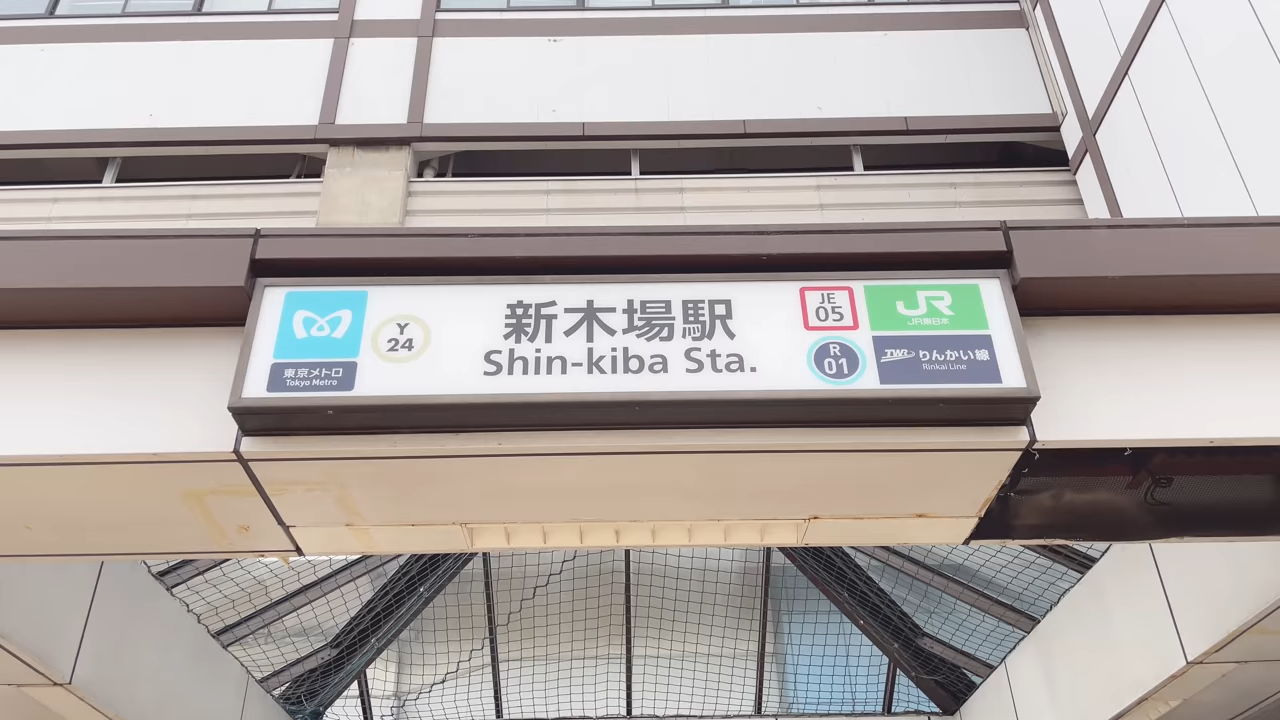 東京メトロ
Tokyo Metro
Y
24
新木場駅
Shin-kiba Sta.
JE
05
JR
JR東日本
R
01
TWR りんかい線
Rinkai Line